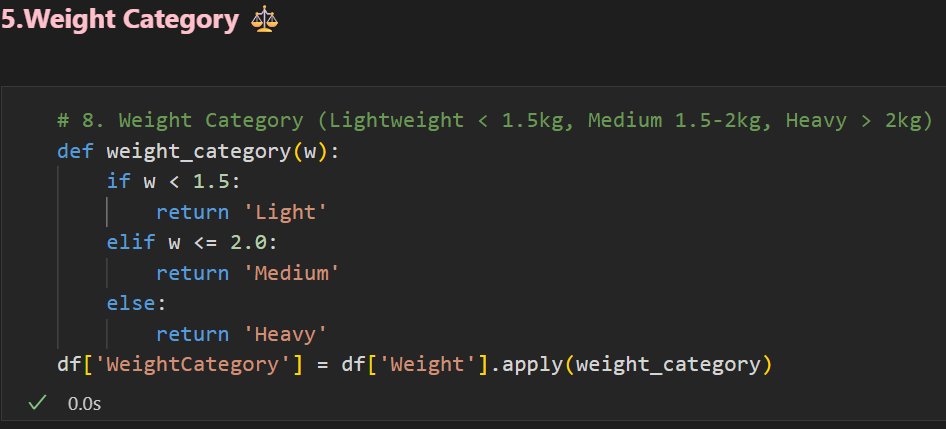 5.Weight Category ⚖️
# 8. Weight Category (Lightweight < 1.5kg, Medium 1.5-2kg, Heavy > 2kg)
def weight_category(w):
    if w < 1.5:
        return 'Light'
    elif w <= 2.0:
        return 'Medium'
    else:
        return 'Heavy'
df['WeightCategory'] = df['Weight'].apply(weight_category)
✓ 0.0s